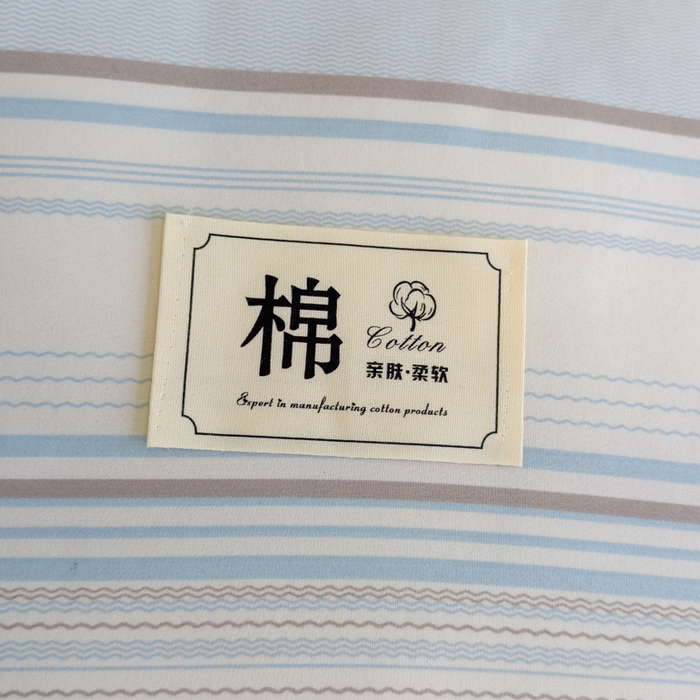 棉
Cotton
亲肤·柔软
Expert in manufacturing cotton products